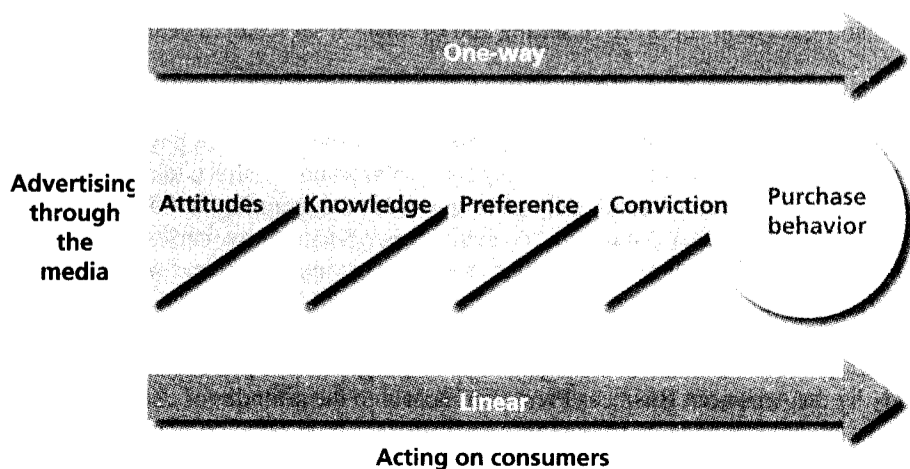 One-way
Advertising
through
the
media
Attitudes
Knowledge
Preference
Conviction
Purchase
behavior
Linear
Acting on consumers